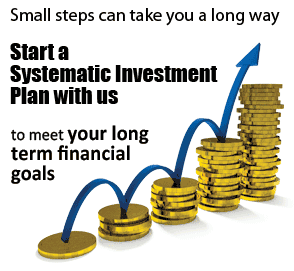 Small steps can take you a long way
Start a
Systematic Investment
Plan with us
to meet your long
term financial
goals